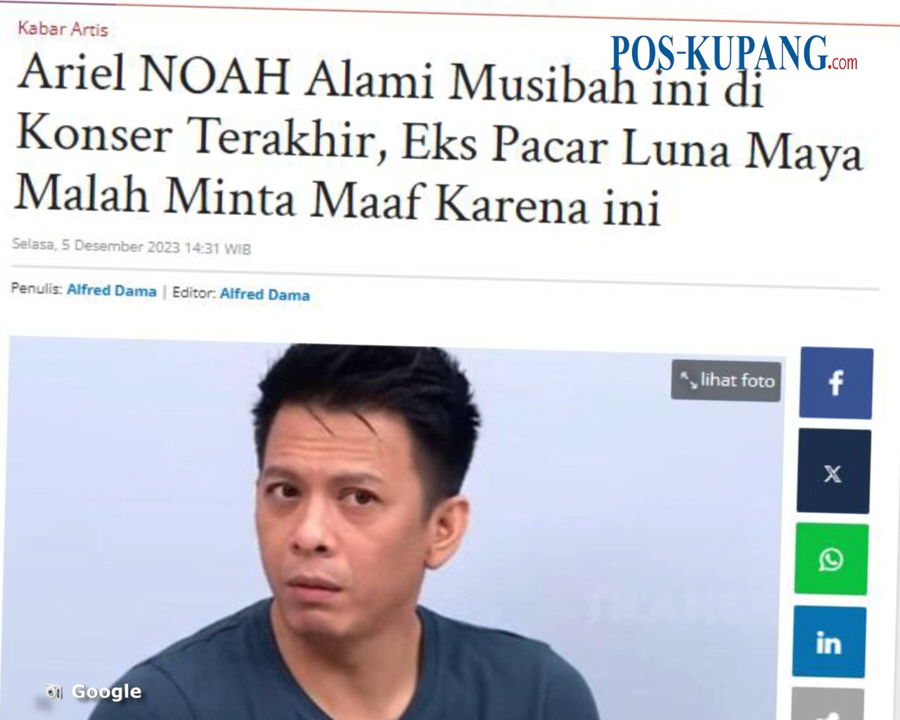 Kabar Artis
POS-KUPANG.com
Ariel NOAH Alami Musibah ini di
Konser Terakhir, Eks Pacar Luna Maya
Malah Minta Maaf Karena ini
Selasa, 5 Desember 2023 14:31 WIB
Penulis: Alfred Dama | Editor: Alfred Dama
lihat foto
Google